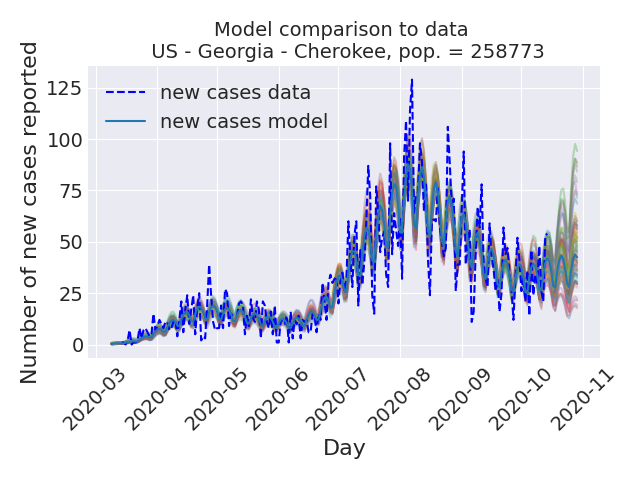 Model comparison to data
US - Georgia - Cherokee, pop. = 258773
Number of new cases reported
125
100
75
50
25
0
new cases data
new cases model
2020-03
2020-04
2020-05
2020-06
2020-07
2020-08
2020-09
2020-10
2020-11
Day